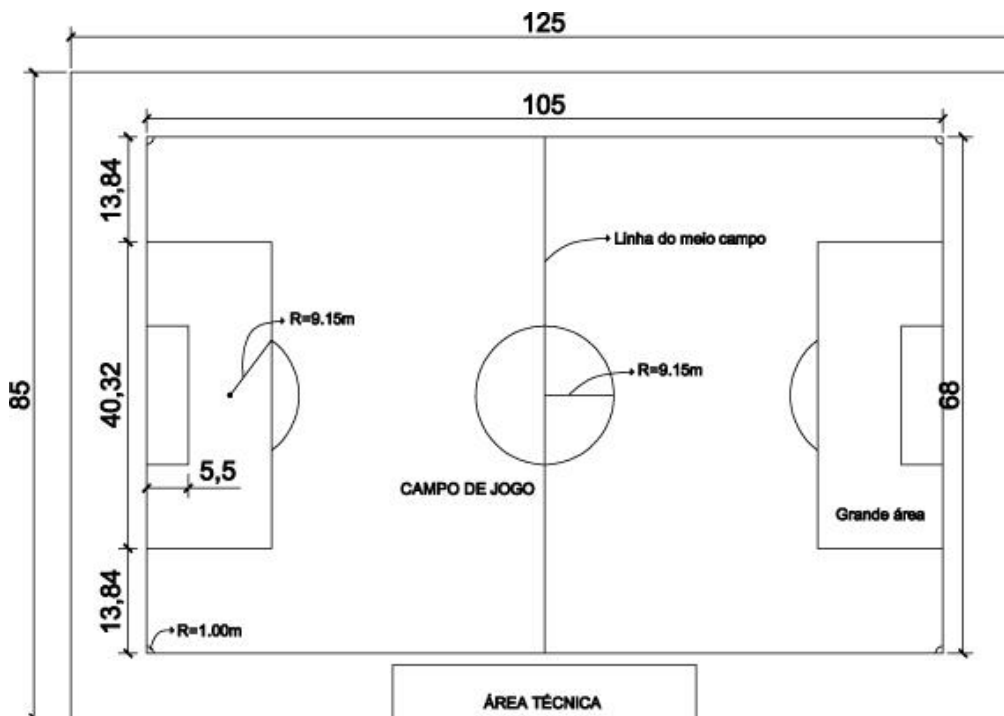 125
105
13,84
Linha do meio campo
R=9.15m
R=9.15m
85
40,32
68
5,5
CAMPO DE JOGO
Grande área
13,84
R=1.00m
ÁREA TÉCNICA